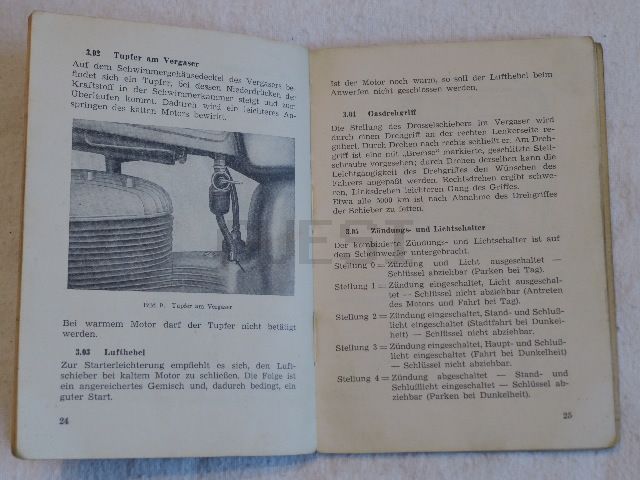 3.02 Tupfer am Vergaser
Auf dem Schwimmergehäusedeckel des Vergasers be-
findet sich ein Tupfer, bei dessen Niederdrücken der
Kraftstoff in der Schwimmerkammer steigt und zum
Überlaufen kommt. Dadurch wird ein leichteres An-
springen des kalten Motors bewirkt.
Bild 9. Tupfer am Vergaser
Bei warmem Motor darf der Tupfer nicht betätigt
werden.
3.03 Lufthebel
Zur Starterleichterung empfiehlt es sich, den Luft-
schieber bei kaltem Motor zu schließen. Die Folge ist
ein angereichertes Gemisch und, dadurch bedingt, ein
guter Start.
24
Ist der Motor noch warm, so soll der Lufthebel beim
Anwerfen nicht geschlossen werden.
3.04 Gasdrehgriff
Die Stellung des Drosselschiebers im Vergaser wird
durch einen Drehgriff an der rechten Lenkerseite re-
guliert. Durch Drehen nach rechts schließt er. Am Dreh-
griff ist eine mit „Bremse" markierte, geschlitzte Stell-
schraube vorgesehen; durch Drehen derselben kann die
Leichtgängigkeit des Drehgriffes den Wünschen des
Fahrers angepaßt werden. Rechtsdrehen ergibt schwe-
ren, Linksdrehen leichteren Gang des Griffes.
Etwa alle 5000 km ist nach Abnahme des Drehgriffes
der Schieber zu fetten.
3.05 Zündungs- und Lichtschalter
Der kombinierte Zündungs- und Lichtschalter ist auf
dem Scheinwerfer untergebracht.
Stellung 0 = Zündung und Licht ausgeschaltet —
Schlüssel abziehbar (Parken bei Tag).
Stellung 1 = Zündung eingeschaltet, Licht ausgeschal-
tet — Schlüssel nicht abziehbar (Antreten
des Motors und Fahrt bei Tag).
Stellung 2 = Zündung eingeschaltet, Stand- und Schluß-
licht eingeschaltet (Stadtfahrt bei Dunkel-
heit) — Schlüssel nicht abziehbar.
Stellung 3 = Zündung eingeschaltet, Haupt- und Schluß-
licht eingeschaltet (Fahrt bei Dunkelheit)
— Schlüssel nicht abziehbar.
Stellung 4 = Zündung abgeschaltet — Stand- und
Schlußlicht eingeschaltet — Schlüssel ab-
ziehbar (Parken bei Dunkelheit).
25